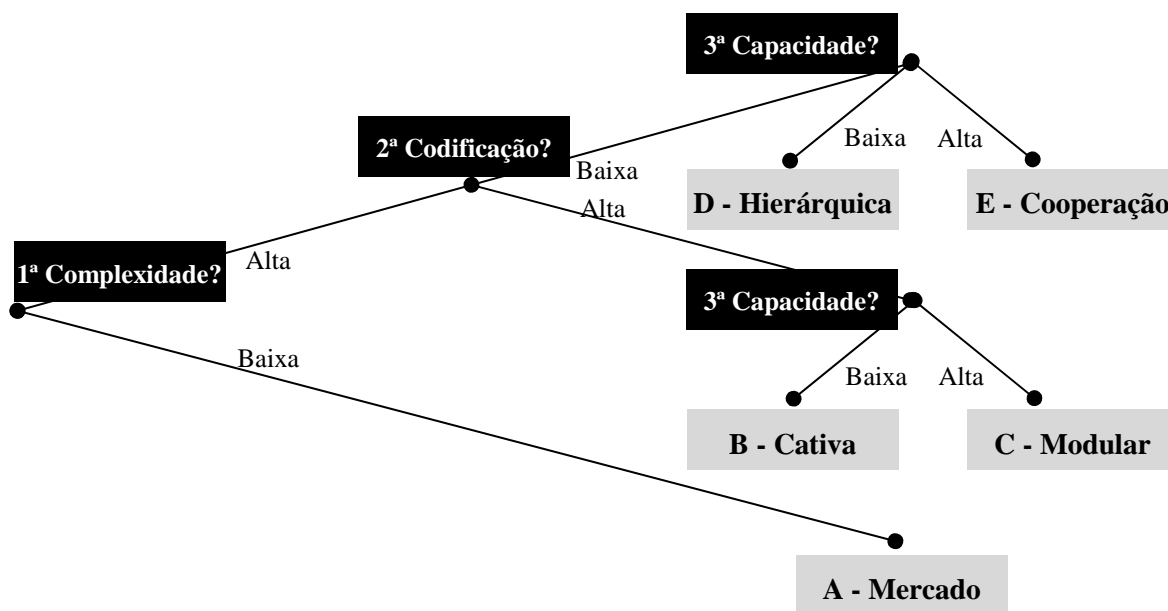 3ª Capacidade?
2ª Codificação?
Baixa
Alta
Baixa
D - Hierárquica
E - Cooperação
Alta
1ª Complexidade?
Alta
3ª Capacidade?
Baixa
Baixa
Alta
B - Cativa
C - Modular
A - Mercado